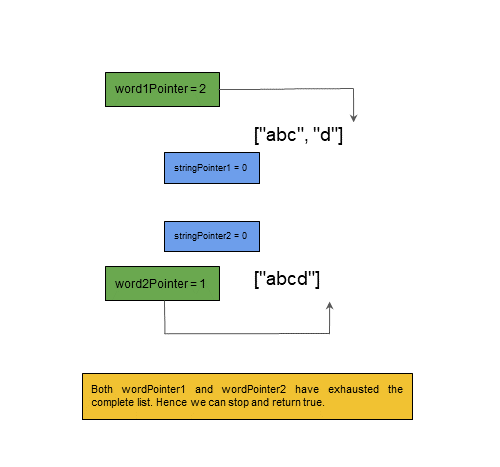 word1Pointer = 2
["abc", "d"]
stringPointer1 = 0
stringPointer2 = 0
word2Pointer = 1
["abcd"]
Both wordPointer1 and wordPointer2 have exhausted the
complete list. Hence we can stop and return true.